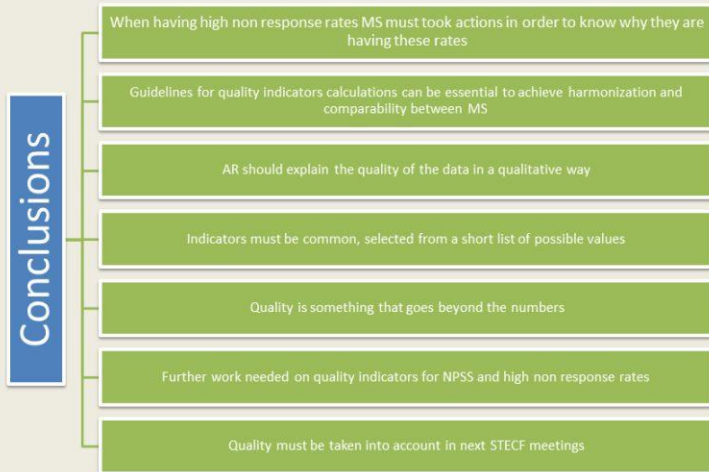 Conclusions
When having high non response rates MS must took actions in order to know why they are
having these rates
Guidelines for quality indicators calculations can be essential to achieve harmonization and
comparability between MS
AR should explain the quality of the data in a qualitative way
Indicators must be common, selected from a short list of possible values
Quality is something that goes beyond the numbers
Further work needed on quality indicators for NPSS and high non response rates
Quality must be taken into account in next STECF meetings